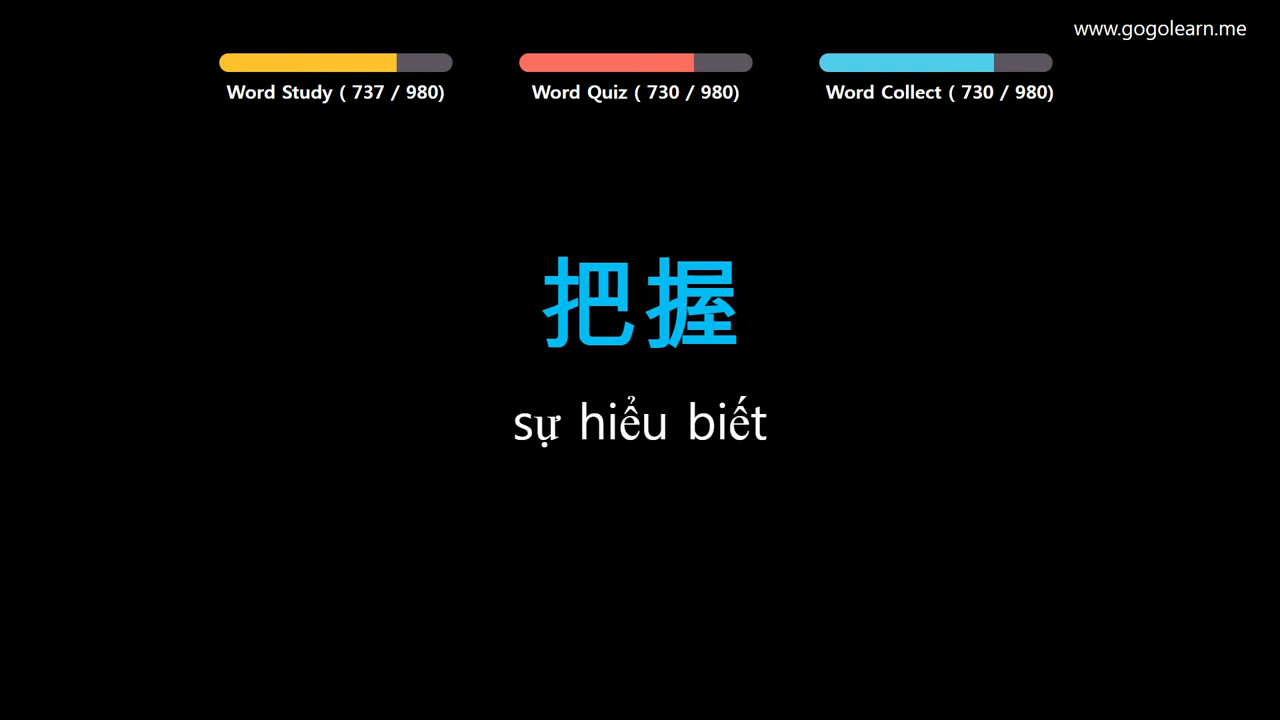 www.gogolearn.me
Word Study ( 737 / 980)
Word Quiz ( 730 / 980)
Word Collect ( 730 / 980)
把握
sự hiểu biết